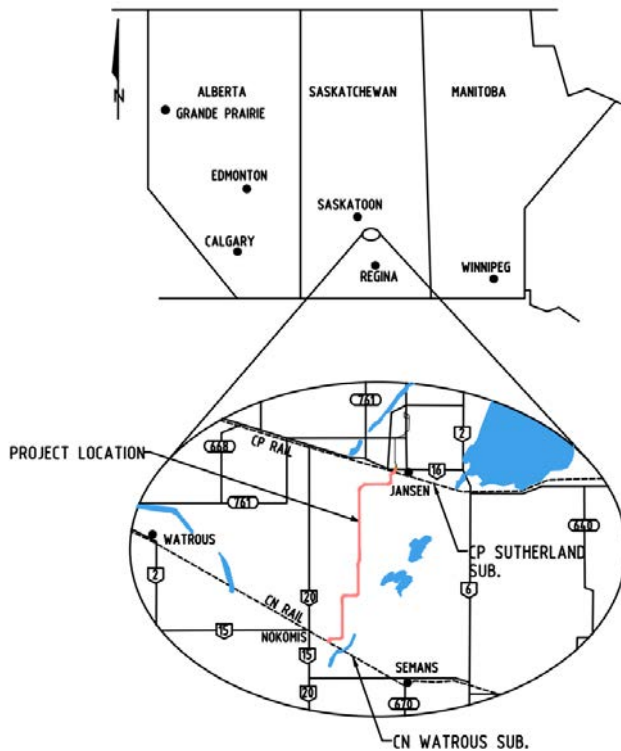 N
ALBERTA
SASKATCHEWAN
MANITOBA
GRANDE PRAIRIE
EDMONTON
SASKATOON
CALGARY
REGINA
WINNIPEG
PROJECT LOCATION
761
2
668
CP RAIL
16
JANSEN
761
640
WATROUS
CP SUTHERLAND
SUB.
2
CN RAIL
20
6
15
NOKOMIS
15
SEMANS
20
670
CN WATROUS SUB.